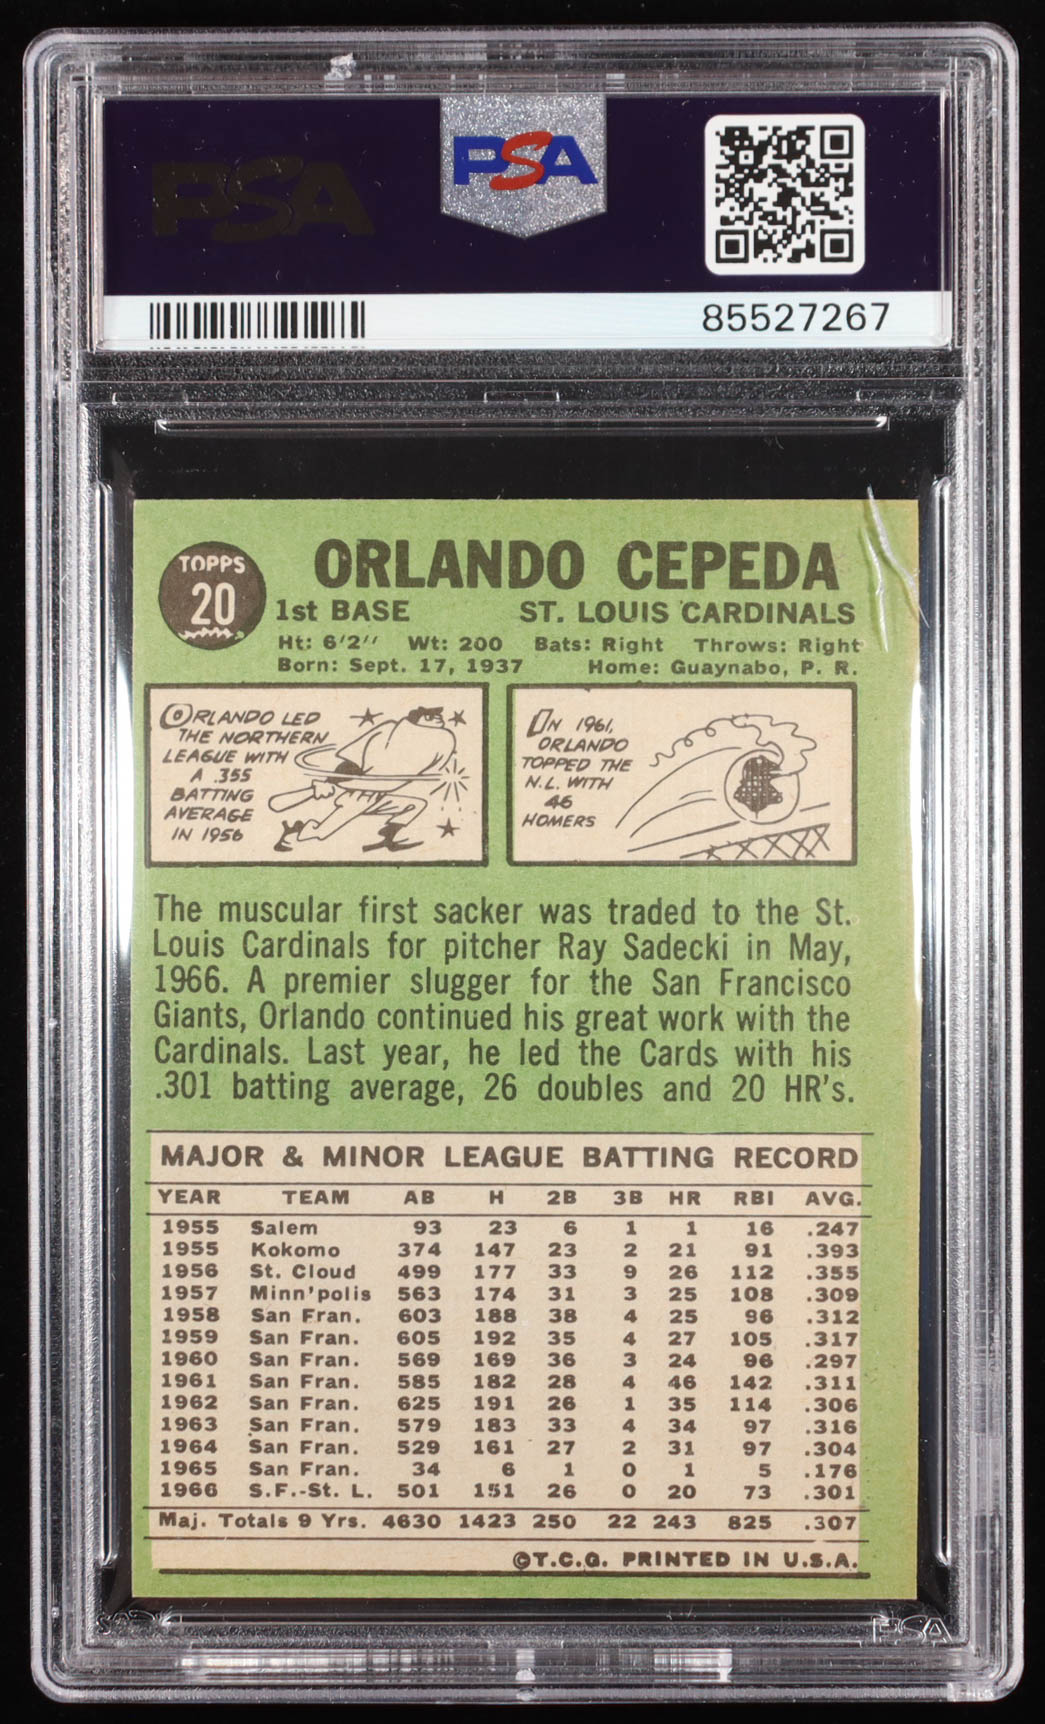 PSA
PSA
85527267
TOPPS
20
ORLANDO CEPEDA
1st BASE ST. LOUIS CARDINALS
Ht: 6'2'' Wt: 200 Bats: Right Throws: Right
Born: Sept. 17, 1937 Home: Guaynabo, P. R.
ORLANDO LED
THE NORTHERN
LEAGUE WITH
A .355
BATTING
AVERAGE
IN 1956
IN 1961,
ORLANDO
TOPPED THE
N.L. WITH
46
HOMERS
The muscular first sacker was traded to the St.
Louis Cardinals for pitcher Ray Sadecki in May,
1966. A premier slugger for the San Francisco
Giants, Orlando continued his great work with the
Cardinals. Last year, he led the Cards with his
.301 batting average, 26 doubles and 20 HR's.
MAJOR & MINOR LEAGUE BATTING RECORD
YEAR TEAM AB H 2B 3B HR RBI AVG.
1955 Salem 93 23 6 1 1 16 .247
1955 Kokomo 374 147 23 2 21 91 .393
1956 St. Cloud 499 177 33 9 26 112 .355
1957 Minn'polis 563 174 31 3 25 108 .309
1958 San Fran. 603 188 38 4 25 96 .312
1959 San Fran. 605 192 35 4 27 105 .317
1960 San Fran. 569 169 36 3 24 96 .297
1961 San Fran. 585 182 28 4 46 142 .311
1962 San Fran. 625 191 26 1 35 114 .306
1963 San Fran. 579 183 33 4 34 97 .316
1964 San Fran. 529 161 27 2 31 97 .304
1965 San Fran. 34 6 1 0 1 5 .176
1966 S.F.-St. L. 501 151 26 0 20 73 .301
Maj. Totals 9 Yrs. 4630 1423 250 22 243 825 .307
©T.C.G. PRINTED IN U.S.A.
PSA